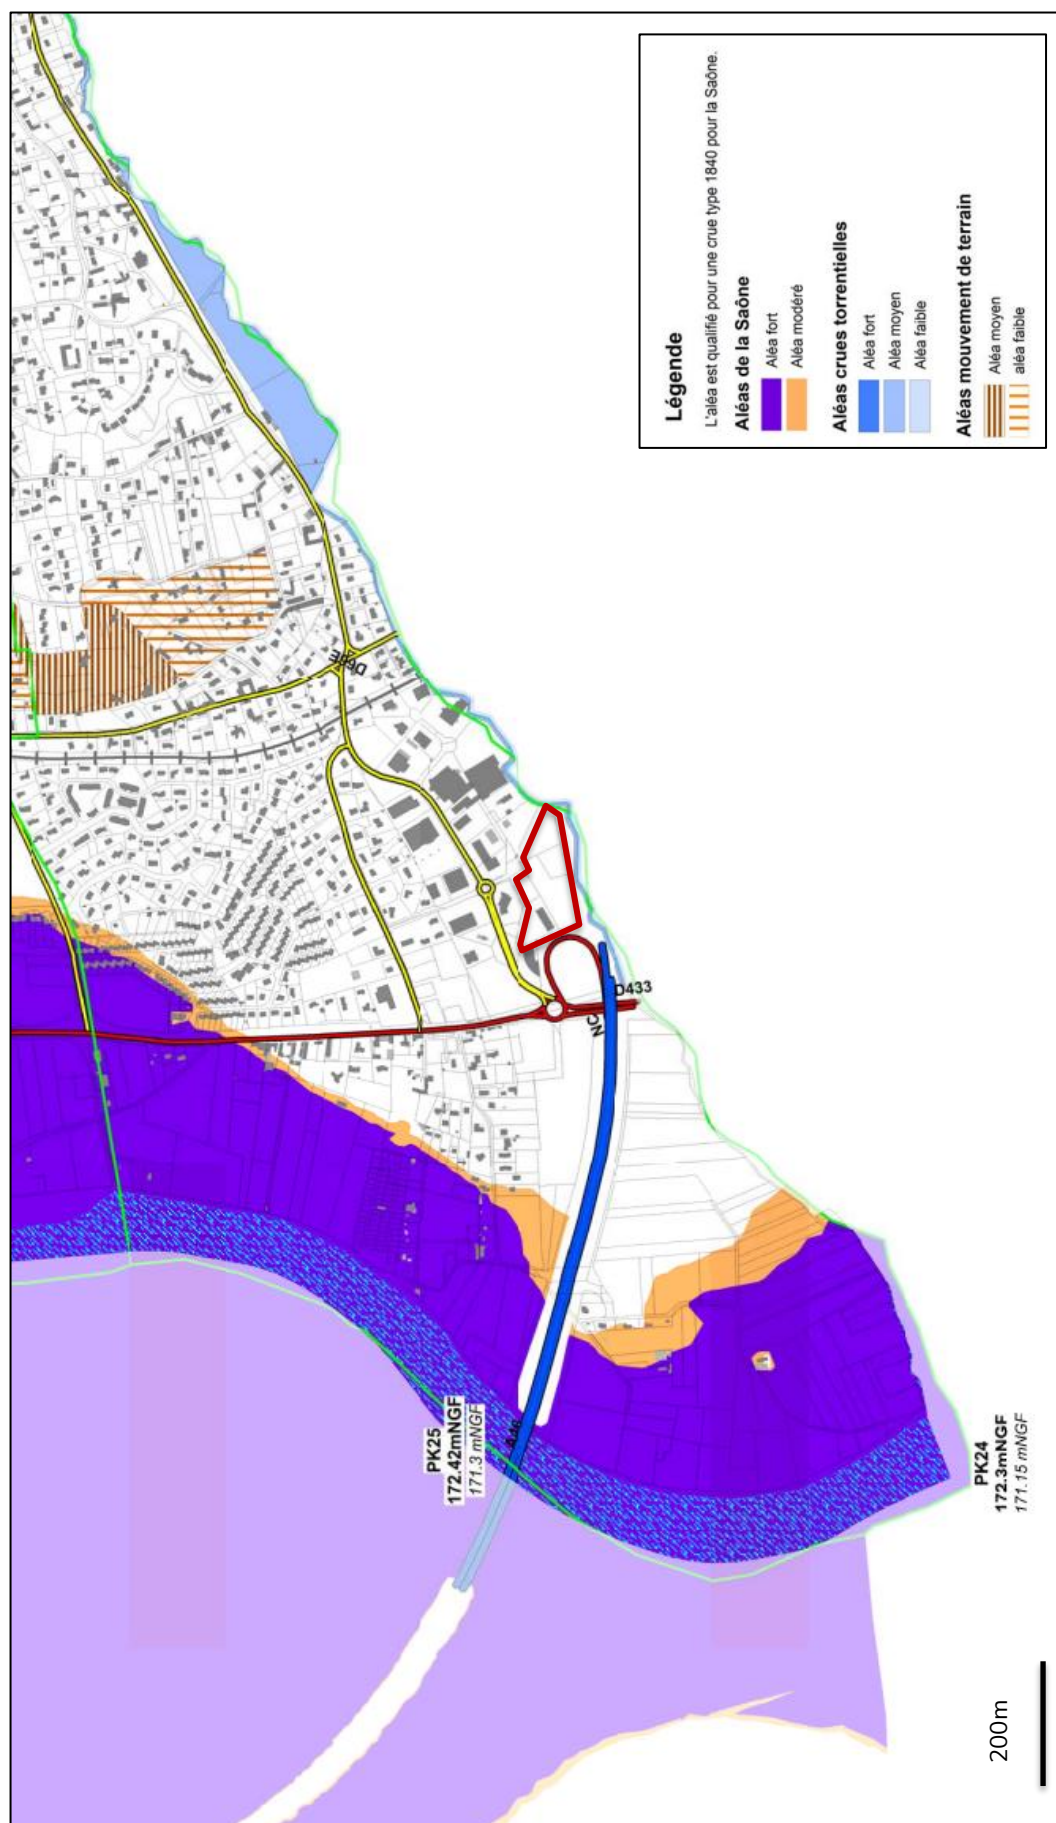 Légende
L'aléa est qualifié pour une crue type 1840 pour la Saône.
Aléas de la Saône
Aléa fort
Aléa modéré
Aléas crues torrentielles
Aléa fort
Aléa moyen
Aléa faible
Aléas mouvement de terrain
Aléa moyen
aléa faible
D433
A46
PK25
172.42mNGF
171.3 mNGF
PK24
172.3mNGF
171.15 mNGF
200m